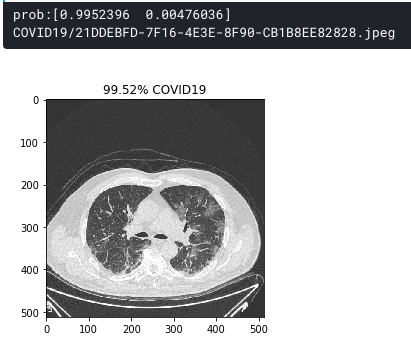 prob:[0.9952396 0.00476036]
COVID19/21DDEBFD-7F16-4E3E-8F90-CB1B8EE82828.jpeg
99.52% COVID19
0
100
200
300
400
500
0 100 200 300 400 500